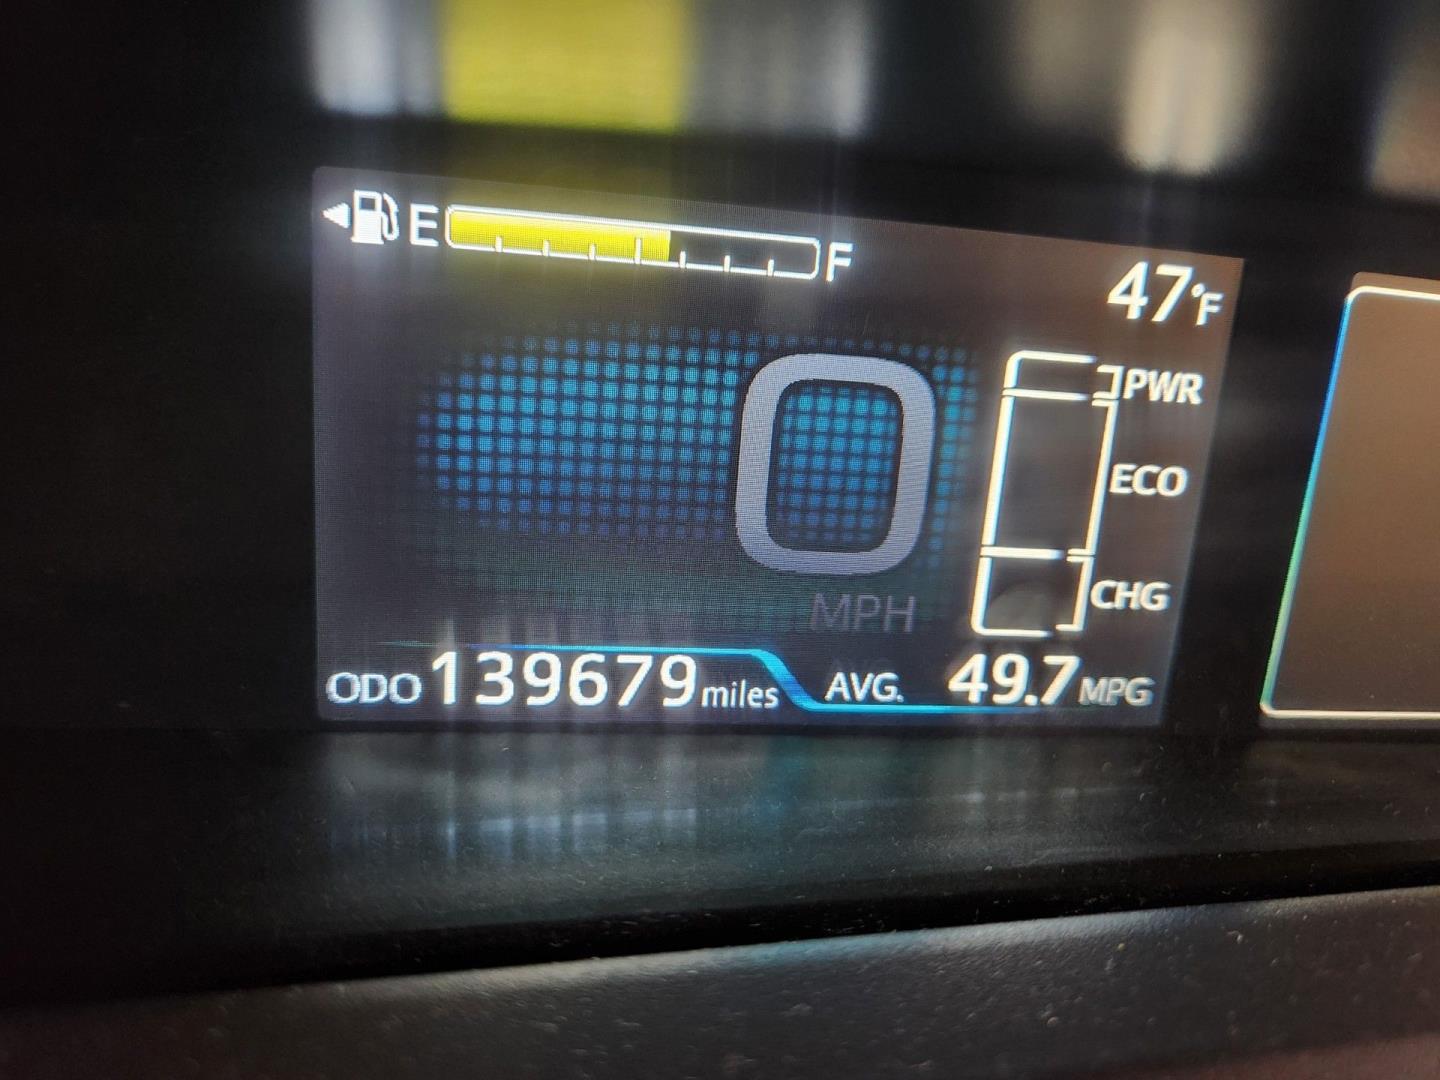 E F
47°F
0
MPH
PWR
ECO
CHG
ODO 139679 miles AVG. 49.7 MPG